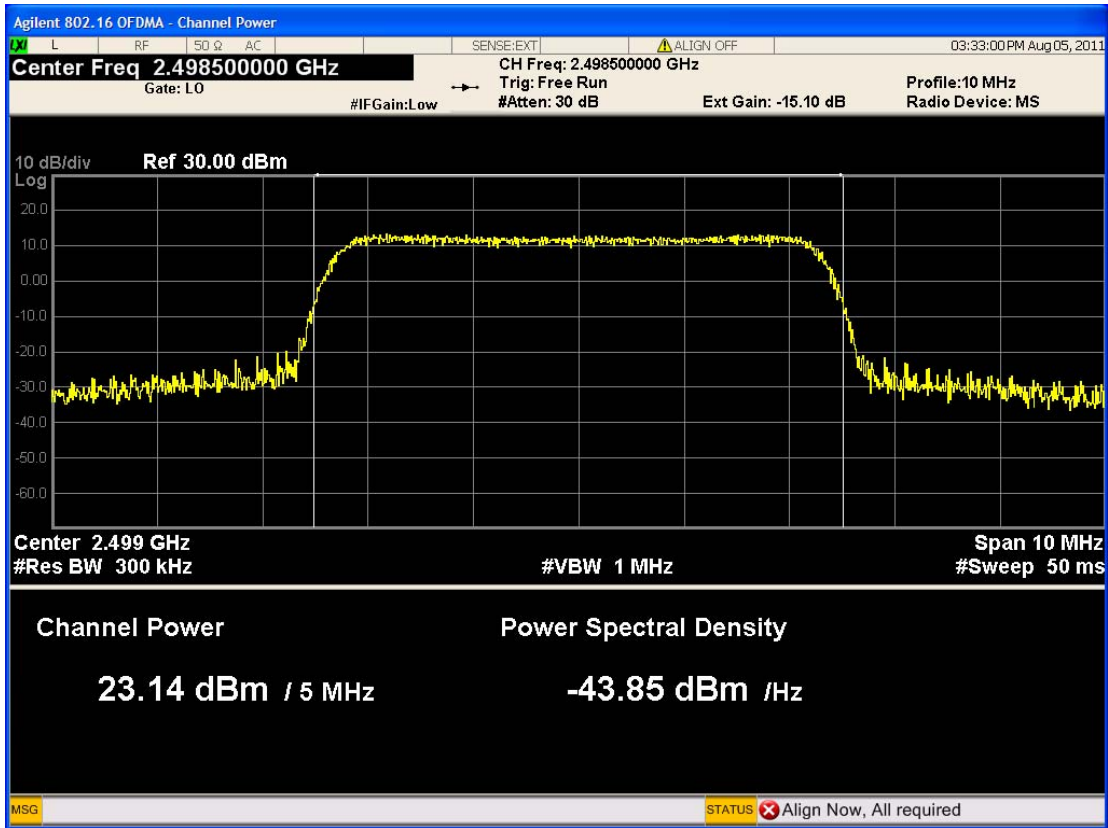 Agilent 802.16 OFDMA - Channel Power
LXI L RF 50 Ω AC SENSE:EXT ALIGN OFF 03:33:00 PM Aug 05, 2011
Center Freq 2.498500000 GHz
Gate: LO
#IFGain:Low
CH Freq: 2.498500000 GHz
Trig: Free Run
#Atten: 30 dB
Ext Gain: -15.10 dB
Profile:10 MHz
Radio Device: MS
10 dB/div Ref 30.00 dBm
Log
20.0
10.0
0.00
-10.0
-20.0
-30.0
-40.0
-50.0
-60.0
Center 2.499 GHz Span 10 MHz
#Res BW 300 kHz #VBW 1 MHz #Sweep 50 ms
Channel Power Power Spectral Density
23.14 dBm / 5 MHz -43.85 dBm /Hz
MSG STATUS Align Now, All required